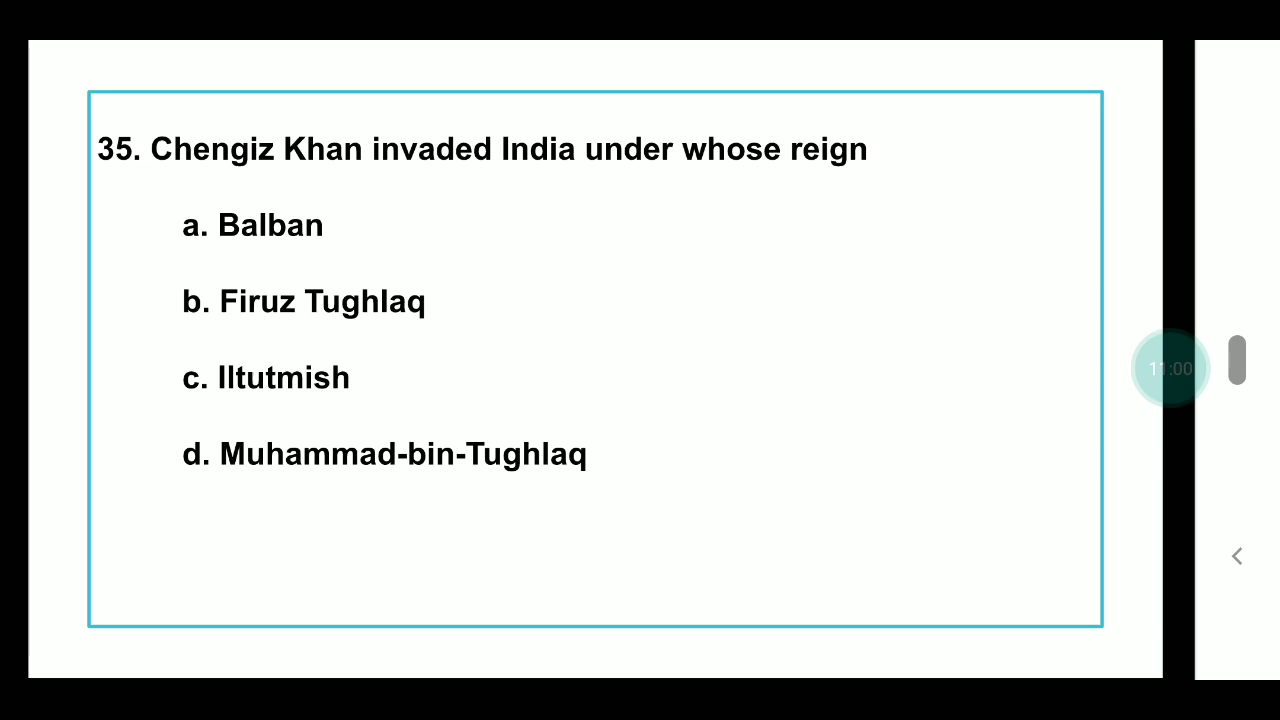 35. Chengiz Khan invaded India under whose reign
a. Balban
b. Firuz Tughlaq
c. Iltutmish
d. Muhammad-bin-Tughlaq
11:00